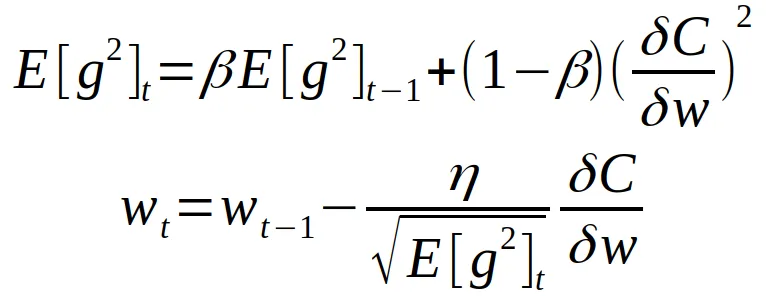 E[g²]ₜ = βE[g²]ₜ₋₁ + (1−β)(δC/δw)²
wₜ = wₜ₋₁ − η/√(E[g²]ₜ) δC/δw